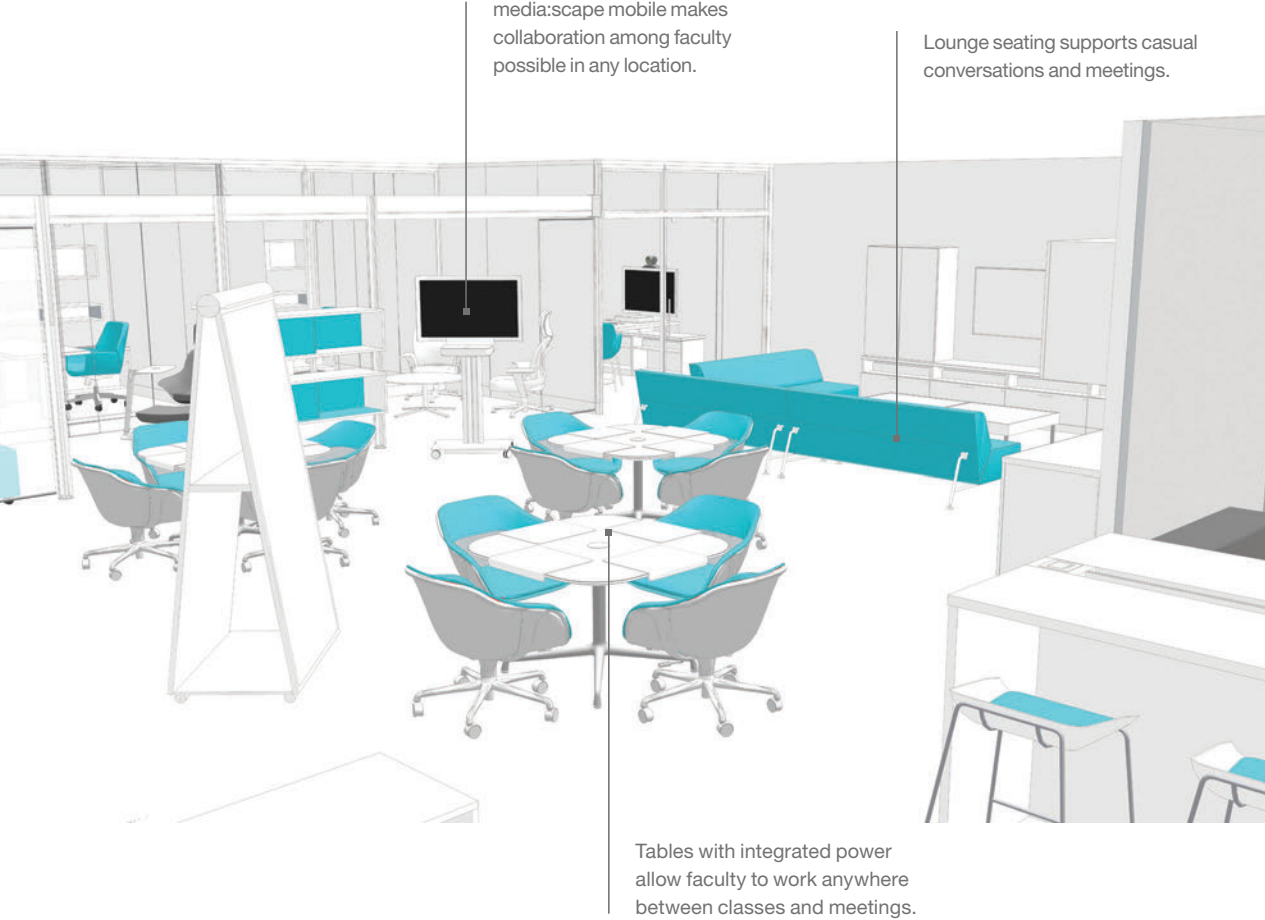 media:scape mobile makes
collaboration among faculty
possible in any location.
Lounge seating supports casual
conversations and meetings.
Tables with integrated power
allow faculty to work anywhere
between classes and meetings.